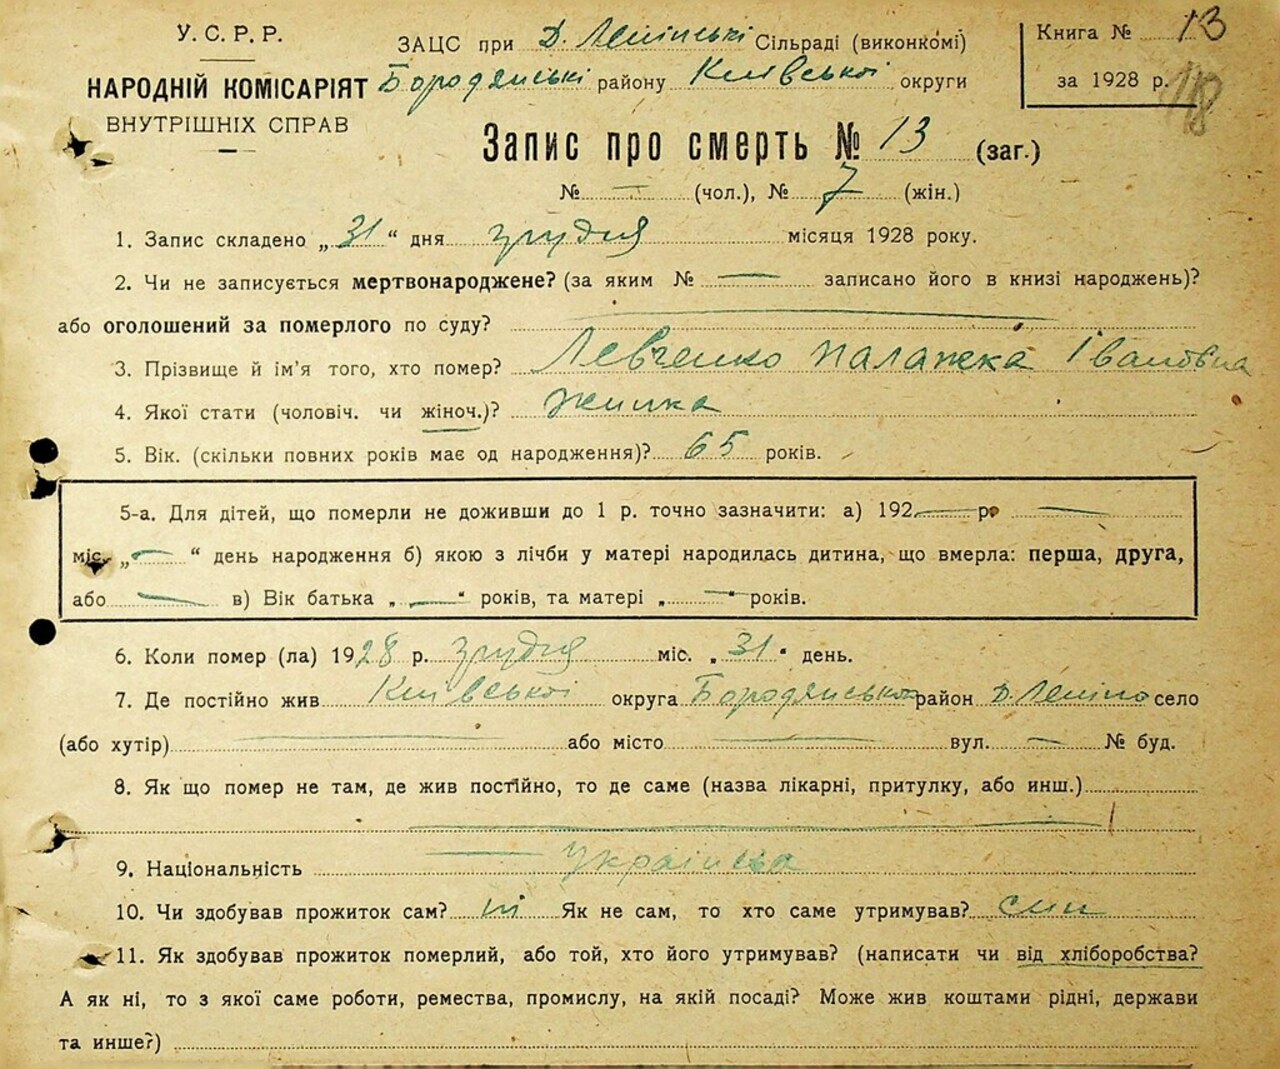 У. С. Р. Р.
НАРОДНІЙ КОМІСАРІЯТ
ВНУТРІШНІХ СПРАВ
ЗАЦС при Д. Ленінські Сільраді (виконкомі)
Бородянські району Київської округи
Книга № 13
за 1928 р.
118
Запис про смерть № 13 (заг.)
№ — (чол.), № 7 (жін.)
1. Запис складено „31“ дня грудня місяця 1928 року.
2. Чи не записується мертвонароджене? (за яким № — записано його в книзі народжень)?
або оголошений за померлого по суду? —
3. Прізвище й ім'я того, хто помер? Левченко Палажка Івановна
4. Якої стати (чоловіч. чи жіноч.)? жинка
5. Вік. (скільки повних років має од народження)? 65 років.
5-а. Для дітей, що померли не доживши до 1 р. точно зазначити: а) 192 — р. —
міс. „—“ день народження б) якою з лічби у матері народилась дитина, що вмерла: перша, друга,
або — в) Вік батька „—“ років, та матері „—“ років.
6. Коли помер (ла) 1928 р. грудня міс. „31“ день.
7. Де постійно жив Київської округа Бородянської район Д. Леніно село
(або хутір) — або місто — вул. — № буд.
8. Як що помер не там, де жив постійно, то де саме (назва лікарні, притулку, або инш.)
—
9. Національність — українська
10. Чи здобував прожиток сам? ні Як не сам, то хто саме утримував? син
11. Як здобував прожиток померлий, або той, хто його утримував? (написати чи від хліборобства?
А як ні, то з якої саме роботи, ремества, промислу, на якій посаді? Може жив коштами рідні, держави
та инше?)